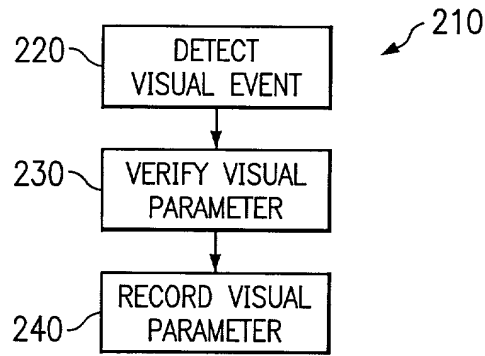 210
220
DETECT
VISUAL EVENT
230
VERIFY VISUAL
PARAMETER
240
RECORD VISUAL
PARAMETER